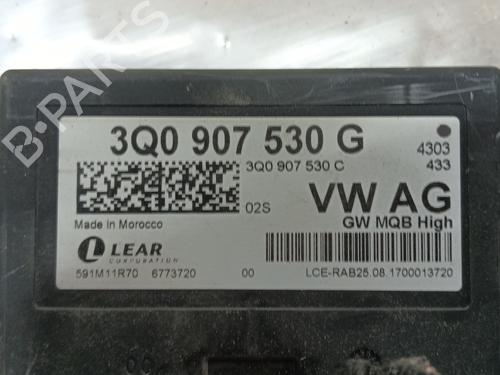 B-PARTS
3Q0 907 530 G
4303
3Q0 907 530 C
433
02S
VW AG
GW MQB High
Made in Morocco
LEAR
CORPORATION
591M11R70 6773720 00 LCE-RAB25.08.1700013720